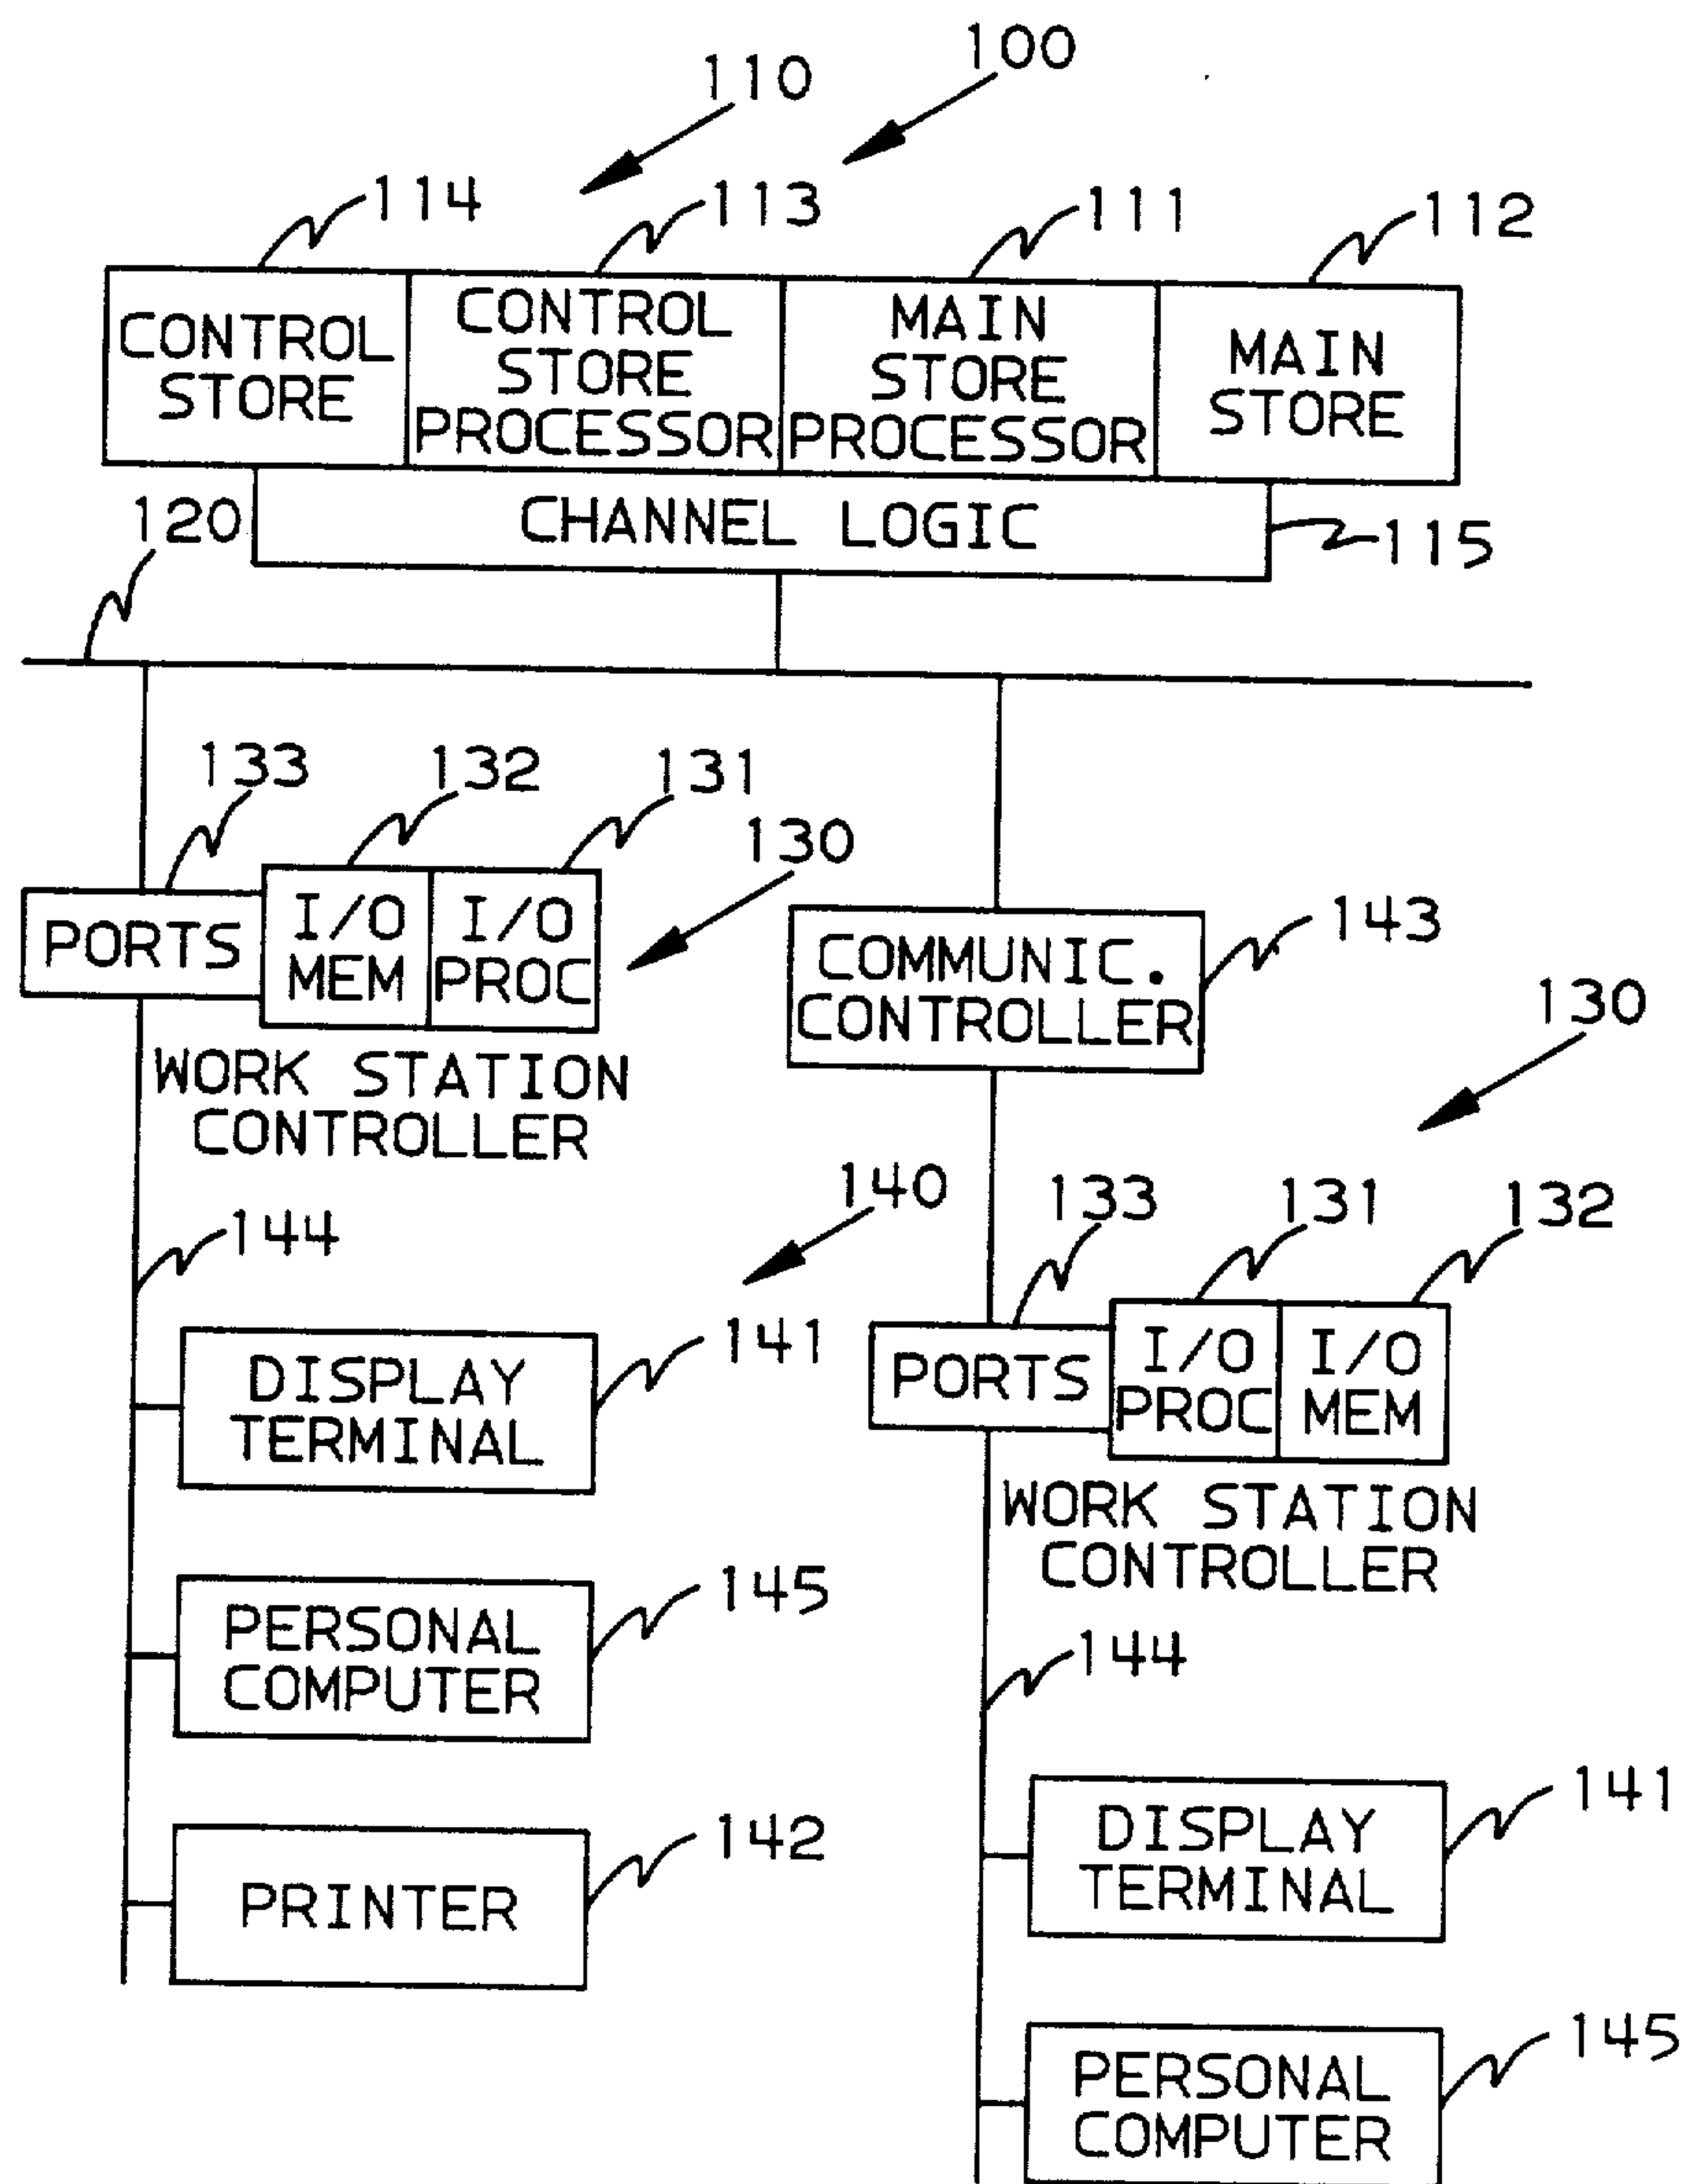 100
110
114
113
111
112
CONTROL
STORE
CONTROL
STORE
PROCESSOR
MAIN
STORE
PROCESSOR
MAIN
STORE
120
CHANNEL LOGIC
115
133
132
131
130
PORTS
I/O
MEM
I/O
PROC
WORK STATION
CONTROLLER
COMMUNIC.
CONTROLLER
143
130
140
144
133
131
132
DISPLAY
TERMINAL
141
PORTS
I/O
PROC
I/O
MEM
WORK STATION
CONTROLLER
PERSONAL
COMPUTER
145
144
PRINTER
142
DISPLAY
TERMINAL
141
PERSONAL
COMPUTER
145